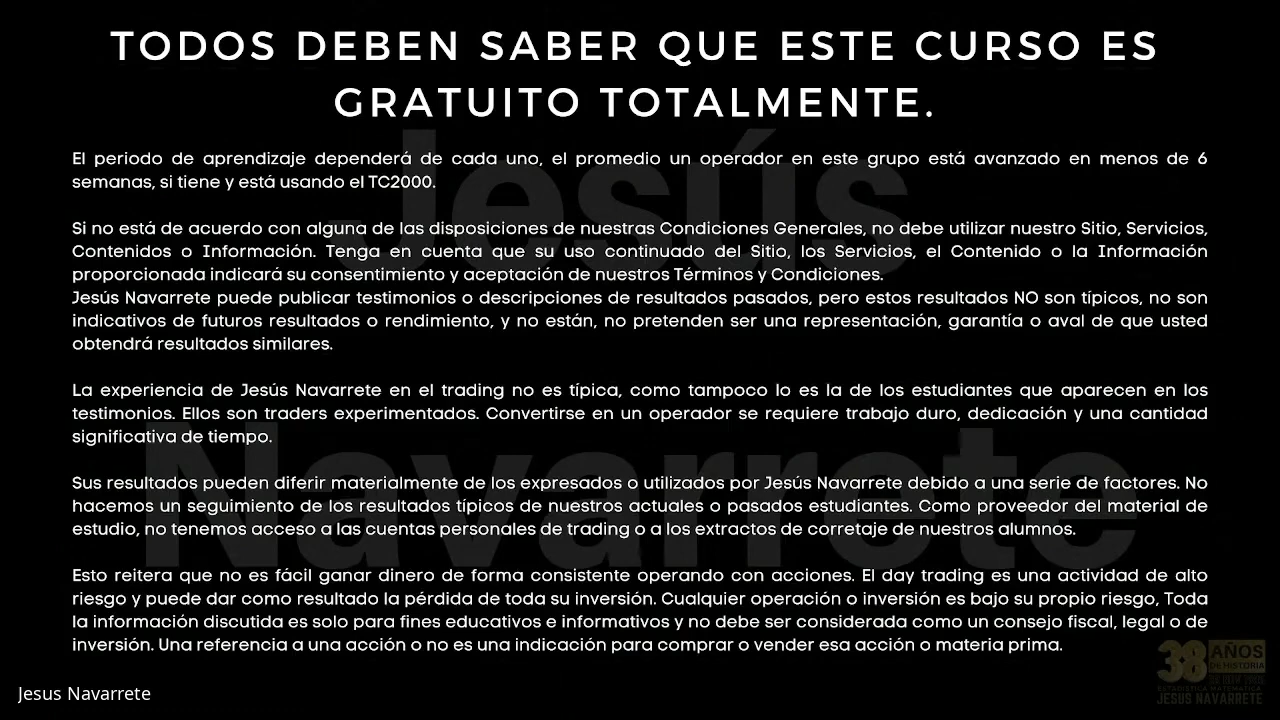 TODOS DEBEN SABER QUE ESTE CURSO ES
GRATUITO TOTALMENTE.
El periodo de aprendizaje dependerá de cada uno, el promedio un operador en este grupo está avanzado en menos de 6
semanas, si tiene y está usando el TC2000.
Si no está de acuerdo con alguna de las disposiciones de nuestras Condiciones Generales, no debe utilizar nuestro Sitio, Servicios,
Contenidos o Información. Tenga en cuenta que su uso continuado del Sitio, los Servicios, el Contenido o la Información
proporcionada indicará su consentimiento y aceptación de nuestros Términos y Condiciones.
Jesús Navarrete puede publicar testimonios o descripciones de resultados pasados, pero estos resultados NO son típicos, no son
indicativos de futuros resultados o rendimiento, y no están, no pretenden ser una representación, garantía o aval de que usted
obtendrá resultados similares.
La experiencia de Jesús Navarrete en el trading no es típica, como tampoco lo es la de los estudiantes que aparecen en los
testimonios. Ellos son traders experimentados. Convertirse en un operador se requiere trabajo duro, dedicación y una cantidad
significativa de tiempo.
Sus resultados pueden diferir materialmente de los expresados o utilizados por Jesús Navarrete debido a una serie de factores. No
hacemos un seguimiento de los resultados típicos de nuestros actuales o pasados estudiantes. Como proveedor del material de
estudio, no tenemos acceso a las cuentas personales de trading o a los extractos de corretaje de nuestros alumnos.
Esto reitera que no es fácil ganar dinero de forma consistente operando con acciones. El day trading es una actividad de alto
riesgo y puede dar como resultado la pérdida de toda su inversión. Cualquier operación o inversión es bajo su propio riesgo, Toda
la información discutida es solo para fines educativos e informativos y no debe ser considerada como un consejo fiscal, legal o de
inversión. Una referencia a una acción o no es una indicación para comprar o vender esa acción o materia prima.
Jesús
Navarrete
38 AÑOS
DE HISTORIA
ESTADÍSTICA MATEMÁTICA
JESÚS NAVARRETE
Jesus Navarrete